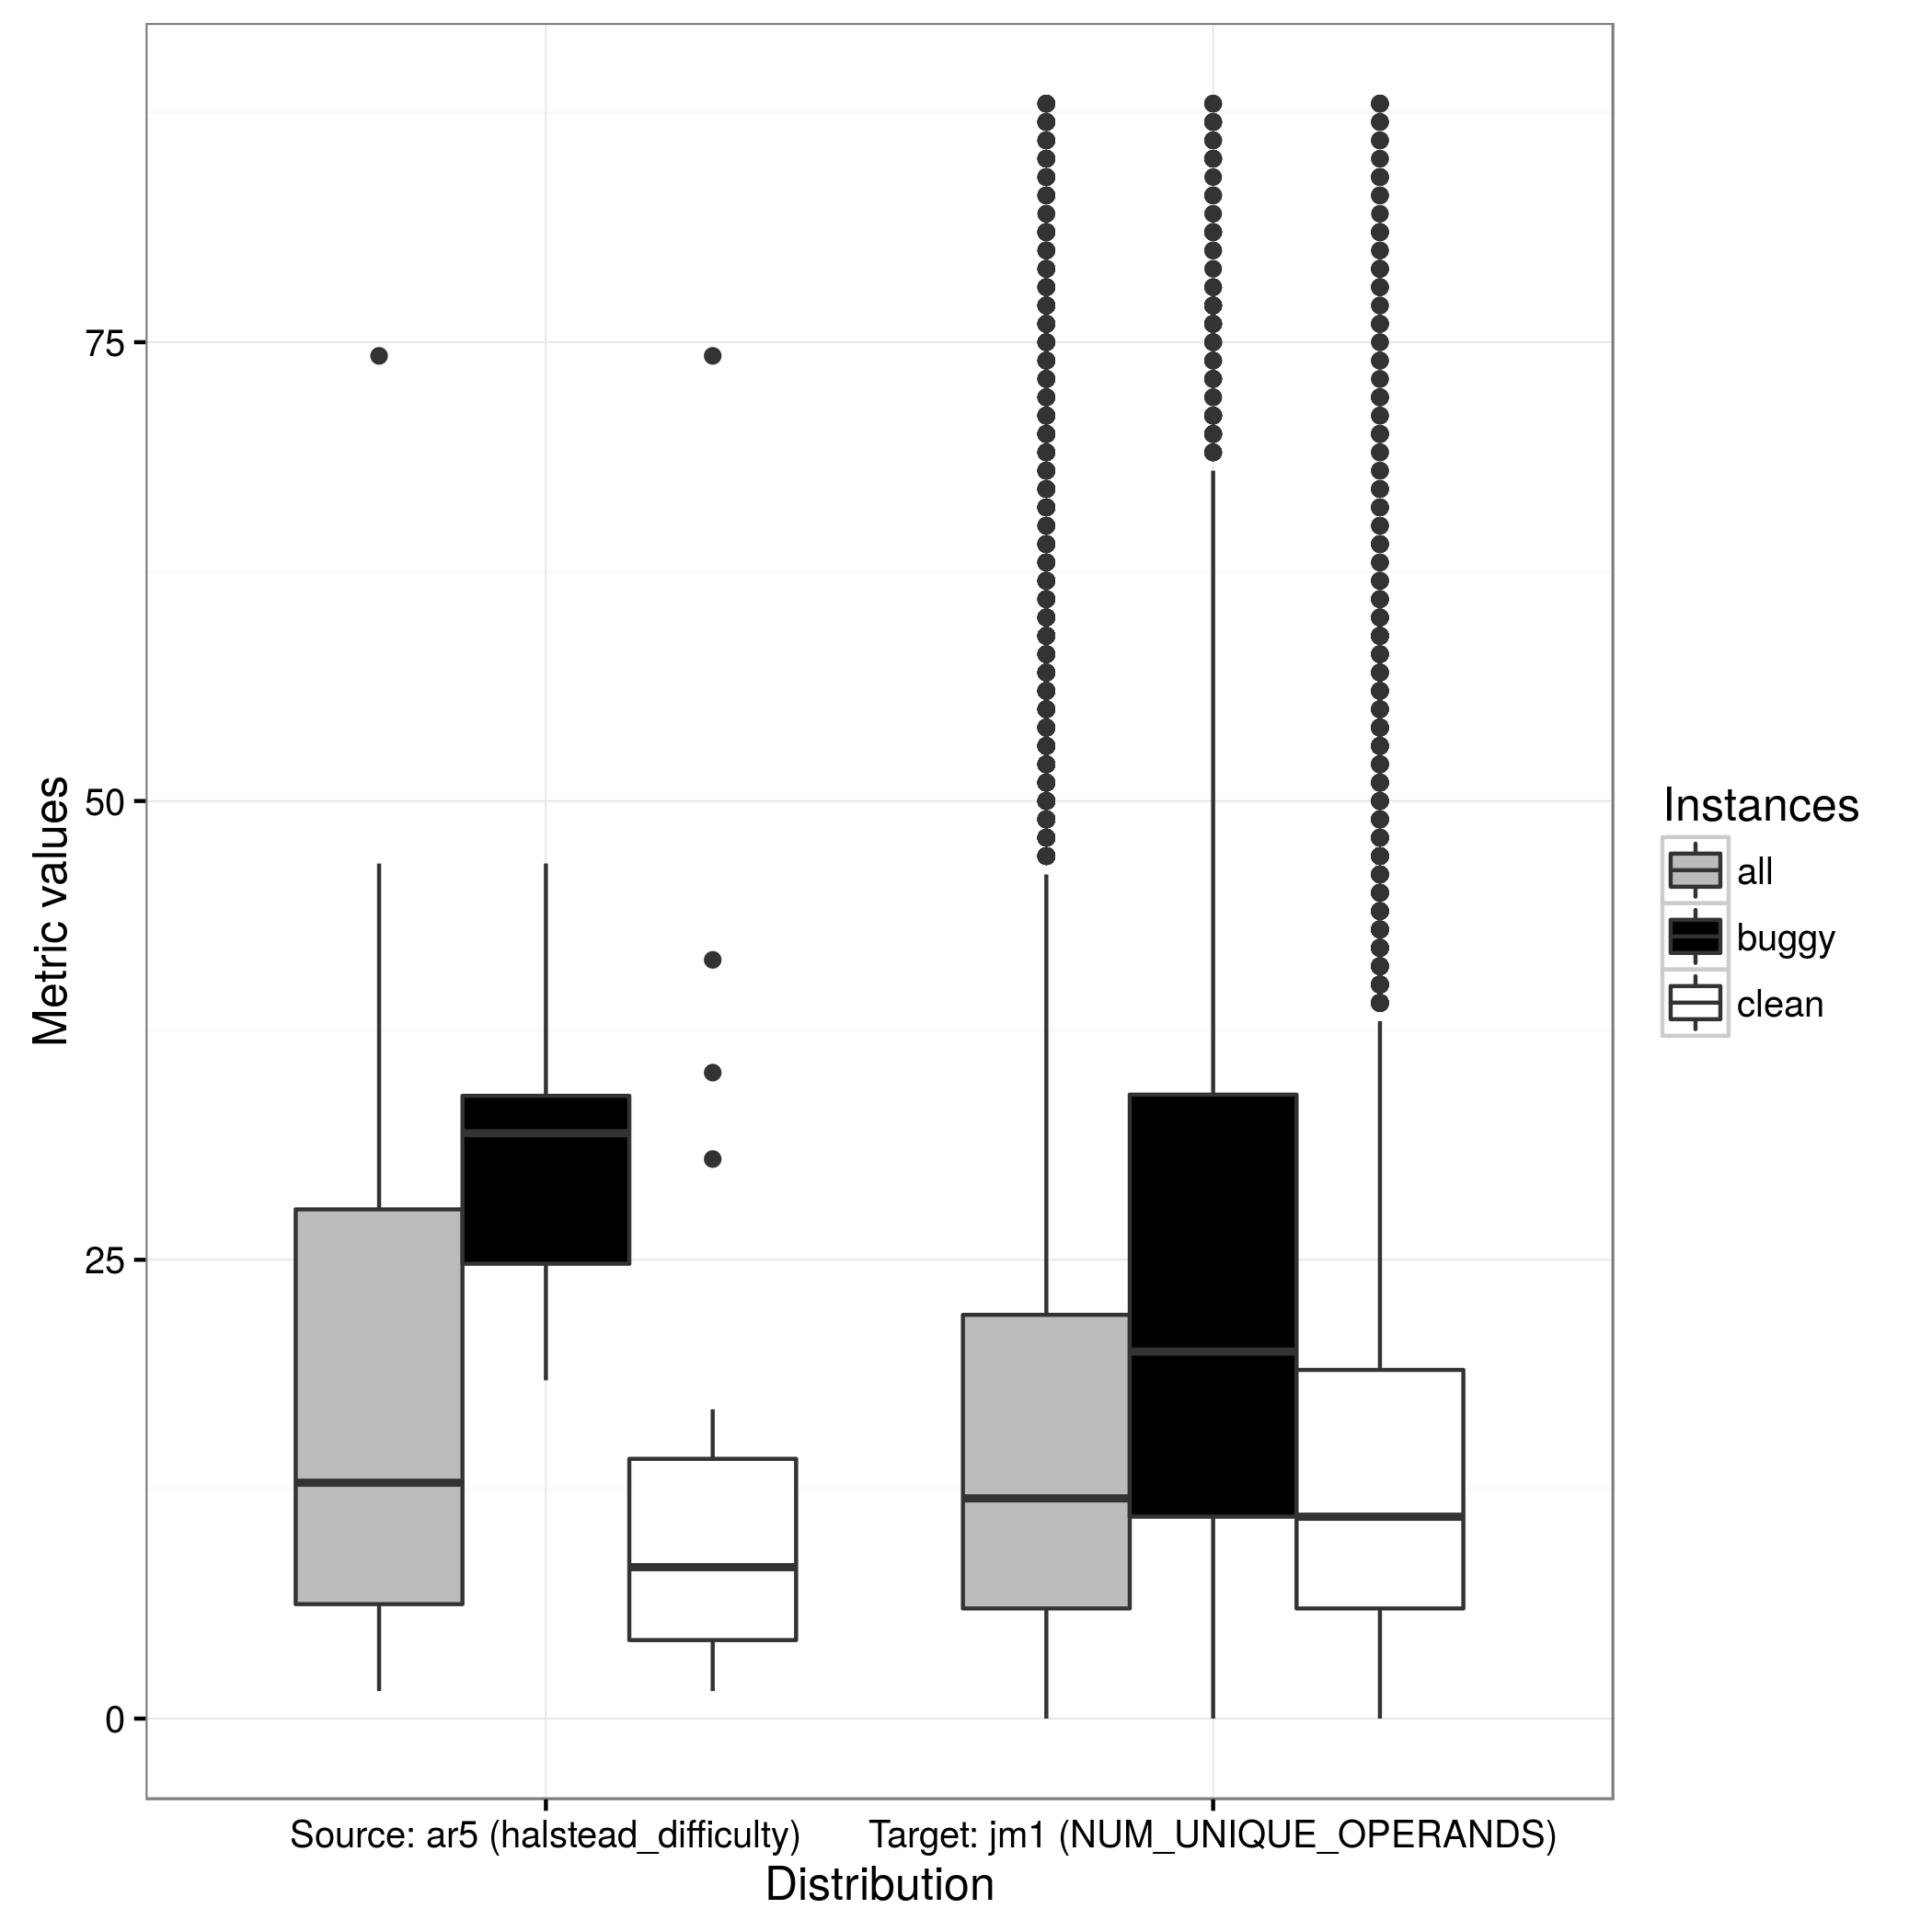 75
50
25
0
Metric values
Source: ar5 (halstead_difficulty)
Target: jm1 (NUM_UNIQUE_OPERANDS)
Distribution
Instances
all
buggy
clean